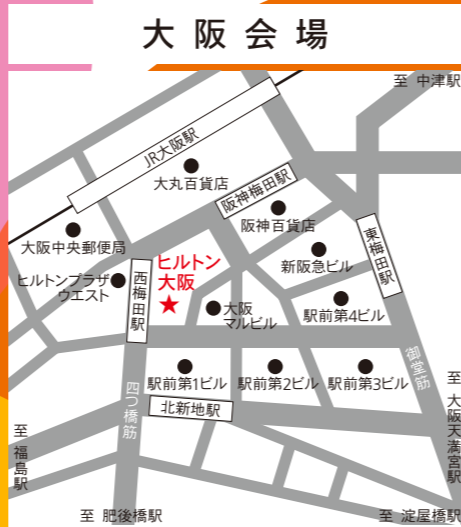 大阪会場
至 中津駅
JR大阪駅
大丸百貨店
阪神梅田駅
阪神百貨店
大阪中央郵便局
東梅田駅
ヒルトン
大阪
新阪急ビル
ヒルトンプラザ
ウエスト
西梅田駅
大阪
マルビル
駅前第4ビル
御堂筋
駅前第1ビル
駅前第2ビル
駅前第3ビル
四つ橋筋
北新地駅
至 大阪天満宮駅
至 福島駅
至 肥後橋駅
至 淀屋橋駅